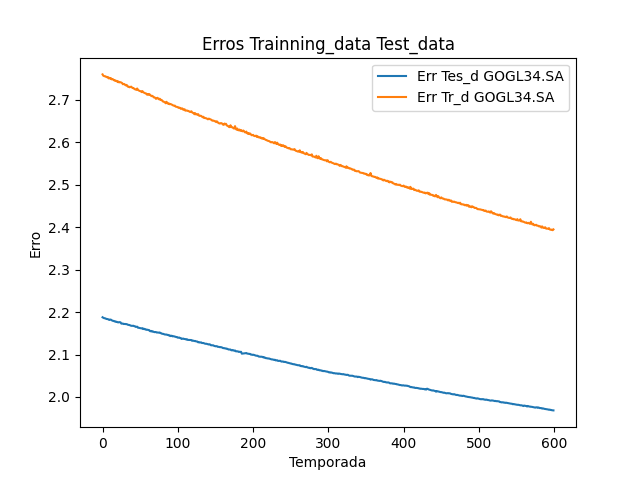 Erros Trainning_data Test_data
Err Tes_d GOGL34.SA
Err Tr_d GOGL34.SA
2.7
2.6
2.5
2.4
2.3
2.2
2.1
2.0
Erro
0 100 200 300 400 500 600
Temporada